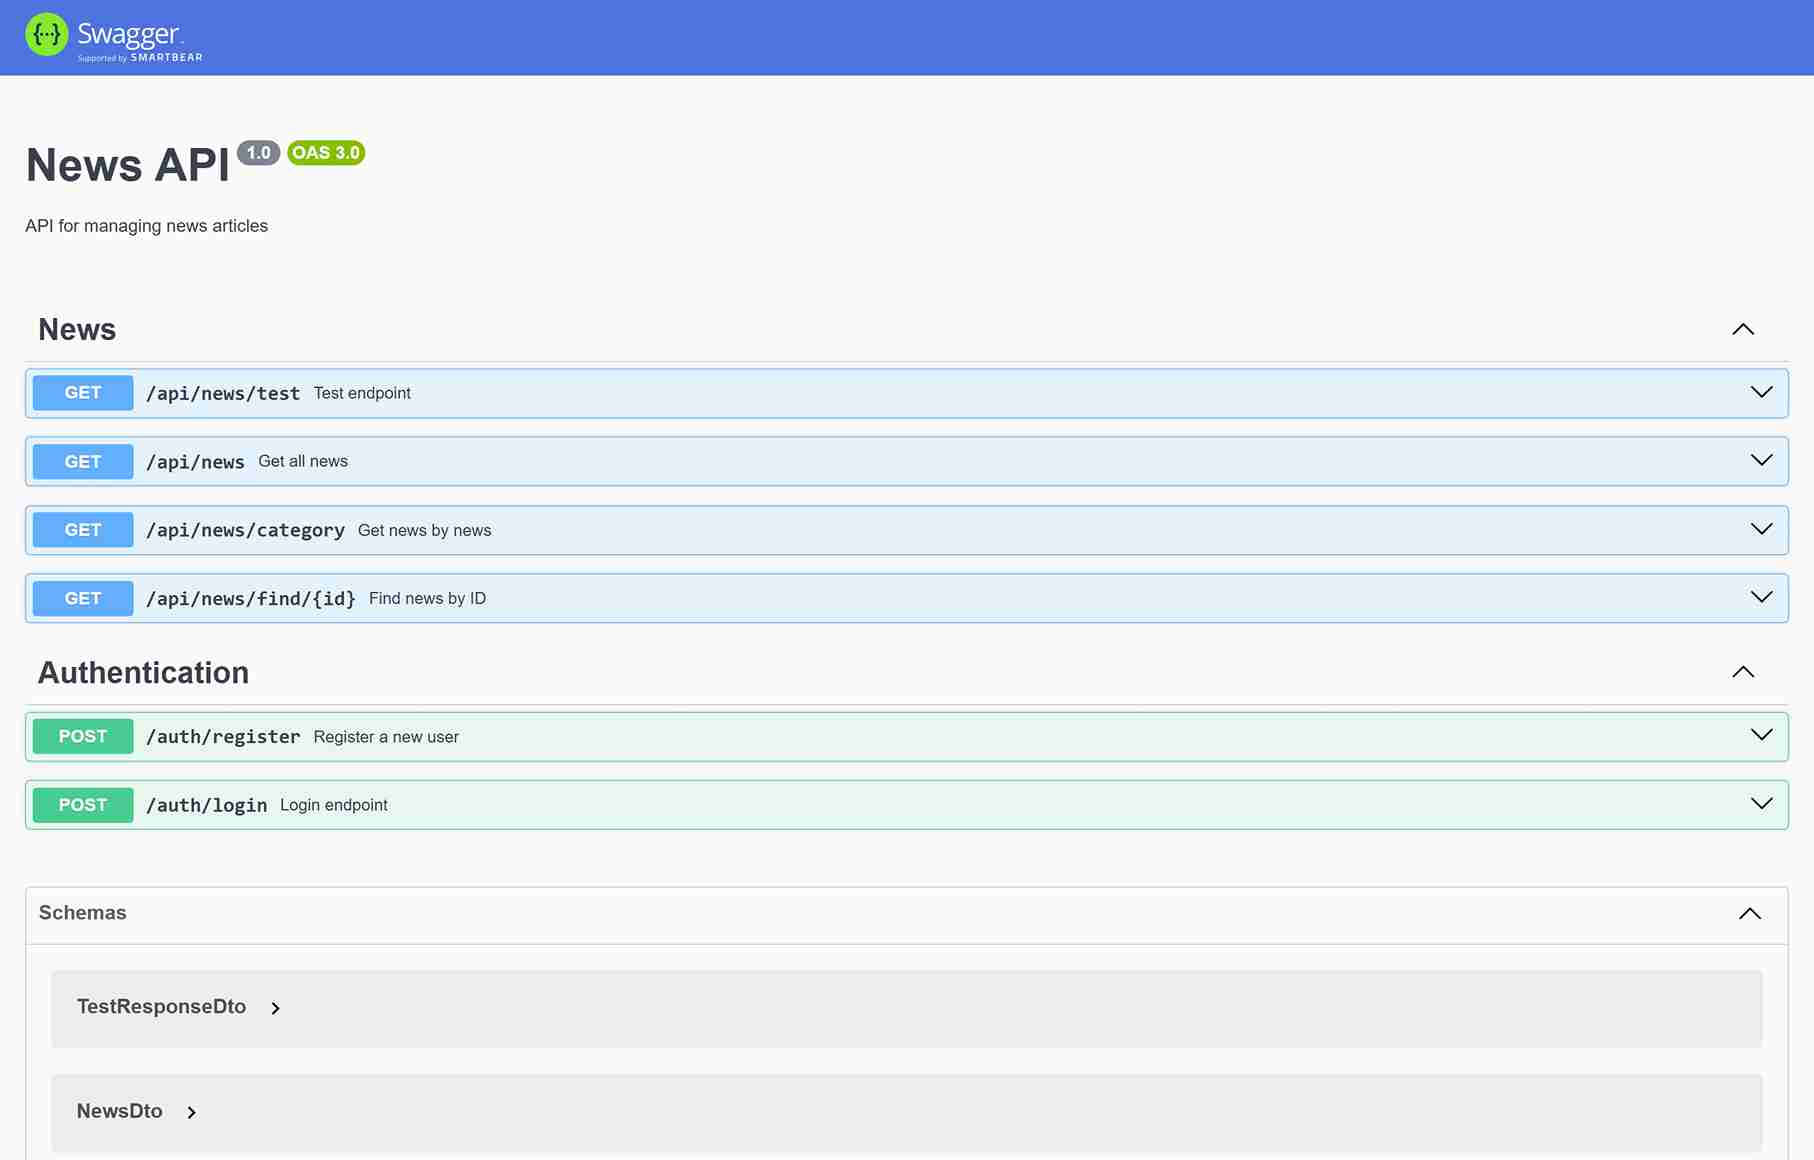 {···} Swagger
Supported by SMARTBEAR
News API 1.0 OAS 3.0
API for managing news articles
News
GET /api/news/test Test endpoint
GET /api/news Get all news
GET /api/news/category Get news by news
GET /api/news/find/{id} Find news by ID
Authentication
POST /auth/register Register a new user
POST /auth/login Login endpoint
Schemas
TestResponseDto
NewsDto